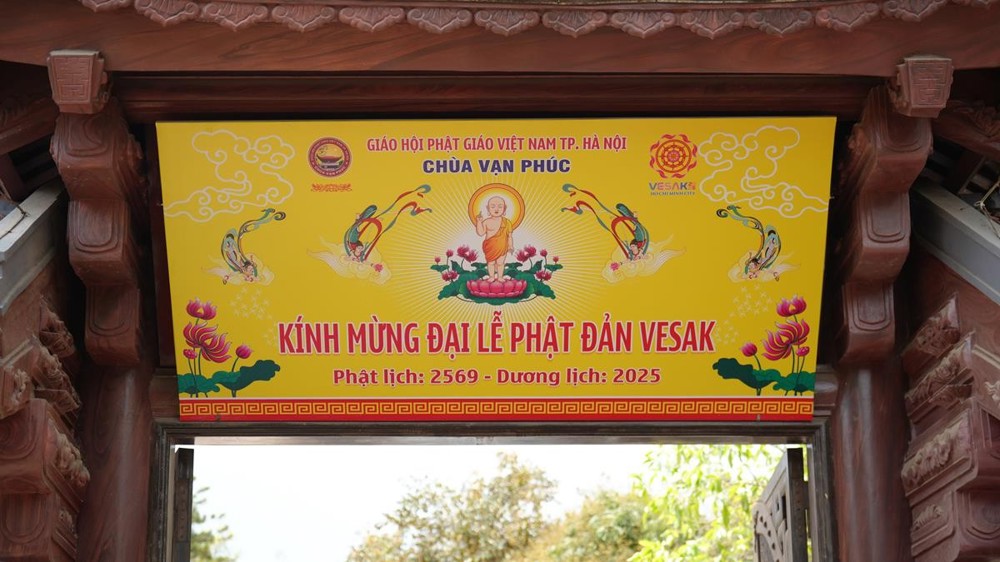 GIÁO HỘI PHẬT GIÁO VIỆT NAM TP. HÀ NỘI
CHÙA VẠN PHÚC
VESAK
KÍNH MỪNG ĐẠI LỄ PHẬT ĐẢN VESAK
Phật lịch: 2569 - Dương lịch: 2025